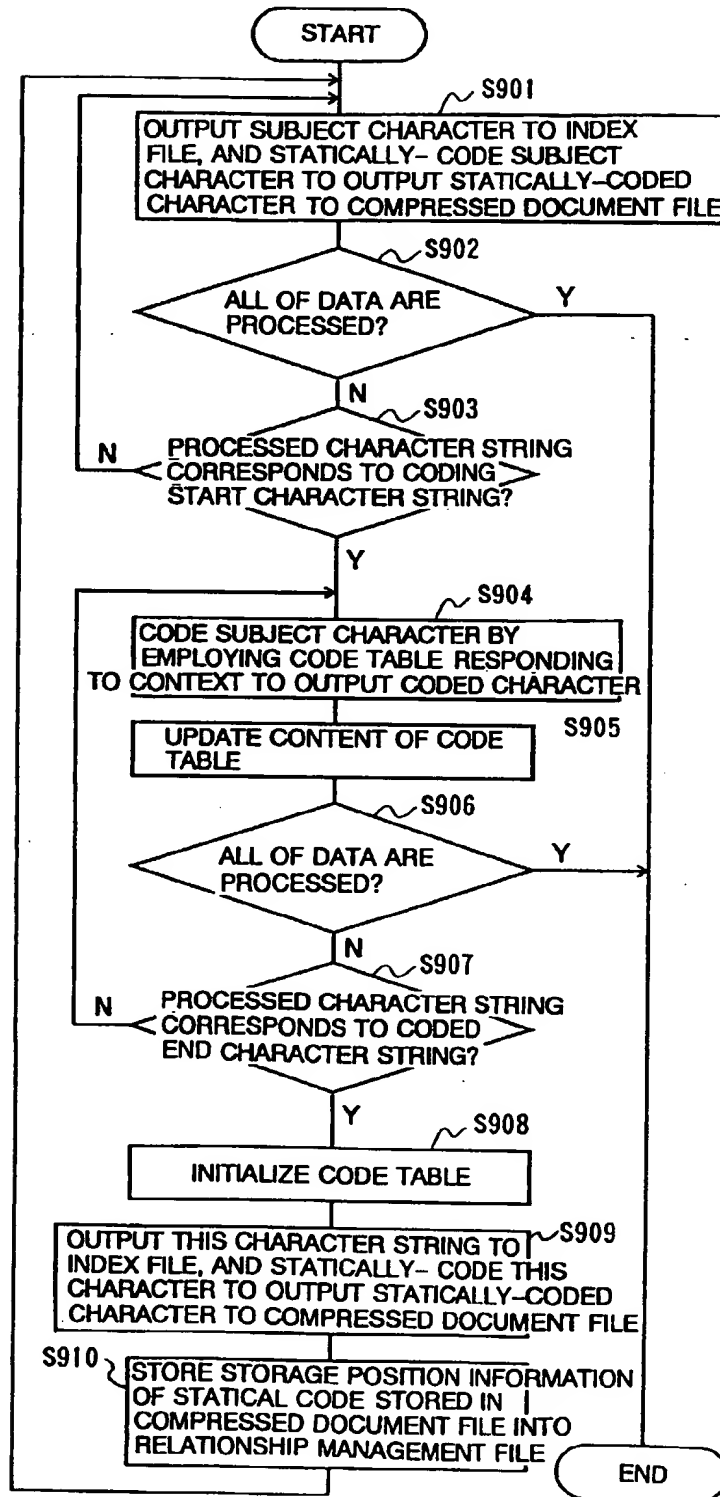 START
S901
OUTPUT SUBJECT CHARACTER TO INDEX
FILE, AND STATICALLY- CODE SUBJECT
CHARACTER TO OUTPUT STATICALLY-CODED
CHARACTER TO COMPRESSED DOCUMENT FILE
S902
ALL OF DATA ARE
PROCESSED?
Y
N
S903
N
PROCESSED CHARACTER STRING
CORRESPONDS TO CODING
START CHARACTER STRING?
Y
S904
CODE SUBJECT CHARACTER BY
EMPLOYING CODE TABLE RESPONDING
TO CONTEXT TO OUTPUT CODED CHARACTER
S905
UPDATE CONTENT OF CODE
TABLE
S906
ALL OF DATA ARE
PROCESSED?
Y
N
S907
N
PROCESSED CHARACTER STRING
CORRESPONDS TO CODED
END CHARACTER STRING?
Y
S908
INITIALIZE CODE TABLE
S909
OUTPUT THIS CHARACTER STRING TO
INDEX FILE, AND STATICALLY- CODE THIS
CHARACTER TO OUTPUT STATICALLY-CODED
CHARACTER TO COMPRESSED DOCUMENT FILE
S910
STORE STORAGE POSITION INFORMATION
OF STATICAL CODE STORED IN
COMPRESSED DOCUMENT FILE INTO
RELATIONSHIP MANAGEMENT FILE
END